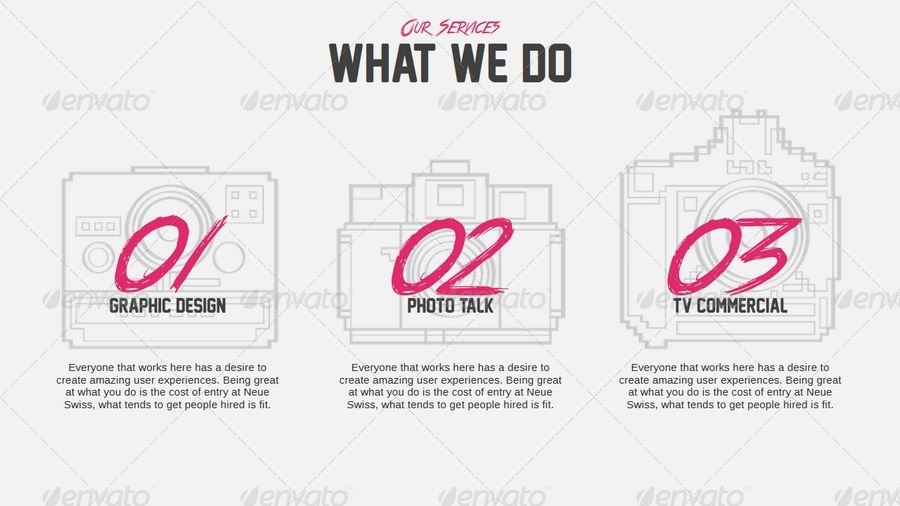 Our Services
WHAT WE DO
01
GRAPHIC DESIGN
Everyone that works here has a desire to
create amazing user experiences. Being great
at what you do is the cost of entry at Neue
Swiss, what tends to get people hired is fit.
02
PHOTO TALK
Everyone that works here has a desire to
create amazing user experiences. Being great
at what you do is the cost of entry at Neue
Swiss, what tends to get people hired is fit.
03
TV COMMERCIAL
Everyone that works here has a desire to
create amazing user experiences. Being great
at what you do is the cost of entry at Neue
Swiss, what tends to get people hired is fit.
envato envato envato envato envato
envato envato envato envato envato
envato envato envato envato envato